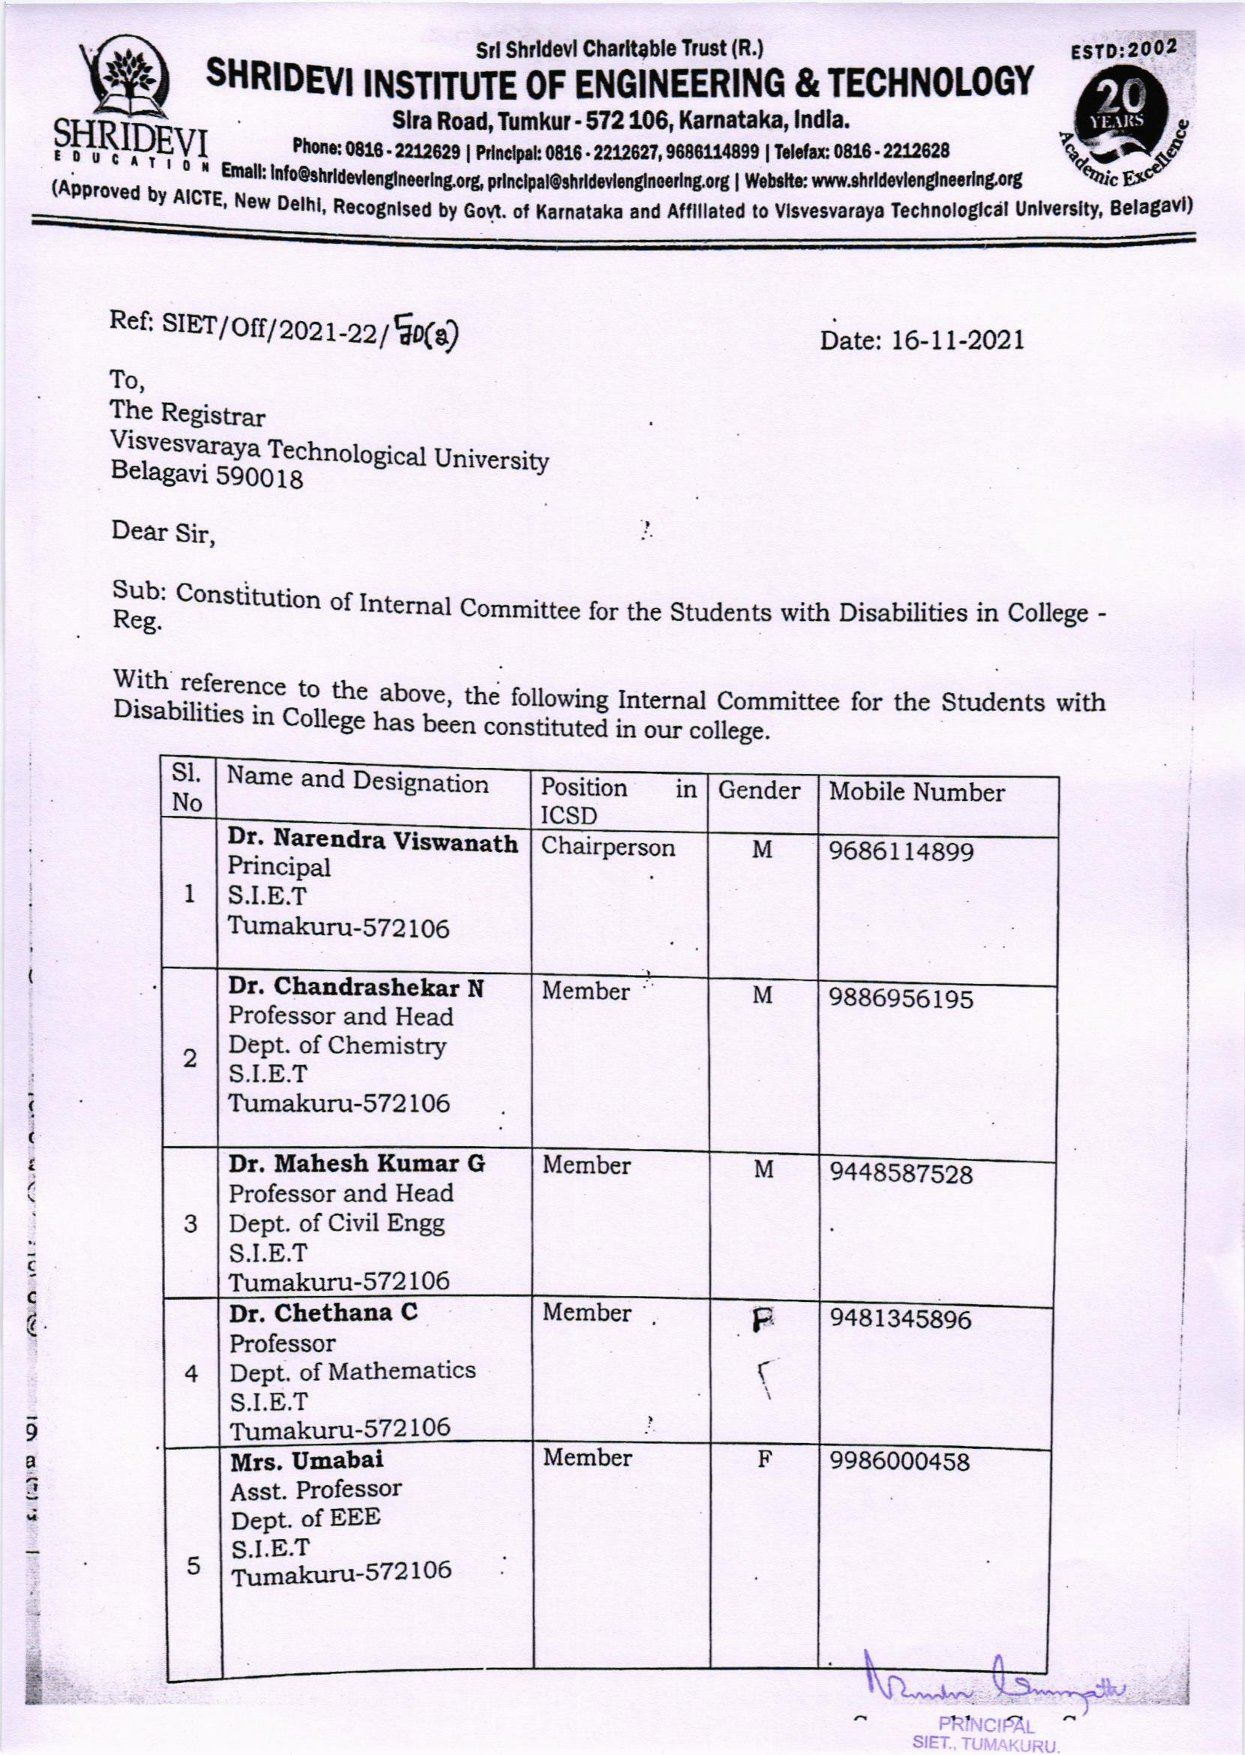 Sri Shridevi Charitable Trust (R.)
ESTD:2002
SHRIDEVI INSTITUTE OF ENGINEERING & TECHNOLOGY
20
YEARS
Academic Excellence
Sira Road, Tumkur - 572 106, Karnataka, India.
SHRIDEVI
EDUCATION
Phone: 0816 - 2212629 | Principal: 0816 - 2212627, 9686114899 | Telefax: 0816 - 2212628
Email: info@shrideviengineering.org, principal@shrideviengineering.org | Website: www.shrideviengineering.org
(Approved by AICTE, New Delhi, Recognised by Govt. of Karnataka and Affiliated to Visvesvaraya Technological University, Belagavi)
Ref: SIET/Off/2021-22/50(a)
Date: 16-11-2021
To,
The Registrar
Visvesvaraya Technological University
Belagavi 590018
Dear Sir,
Sub: Constitution of Internal Committee for the Students with Disabilities in College -
Reg.
With reference to the above, the following Internal Committee for the Students with
Disabilities in College has been constituted in our college.
Sl. No Name and Designation Position in ICSD Gender Mobile Number
1 Dr. Narendra Viswanath Chairperson M 9686114899
Principal
S.I.E.T
Tumakuru-572106
2 Dr. Chandrashekar N Member M 9886956195
Professor and Head
Dept. of Chemistry
S.I.E.T
Tumakuru-572106
3 Dr. Mahesh Kumar G Member M 9448587528
Professor and Head
Dept. of Civil Engg
S.I.E.T
Tumakuru-572106
4 Dr. Chethana C Member F 9481345896
Professor
Dept. of Mathematics
S.I.E.T
Tumakuru-572106
5 Mrs. Umabai Member F 9986000458
Asst. Professor
Dept. of EEE
S.I.E.T
Tumakuru-572106
PRINCIPAL
SIET., TUMAKURU.